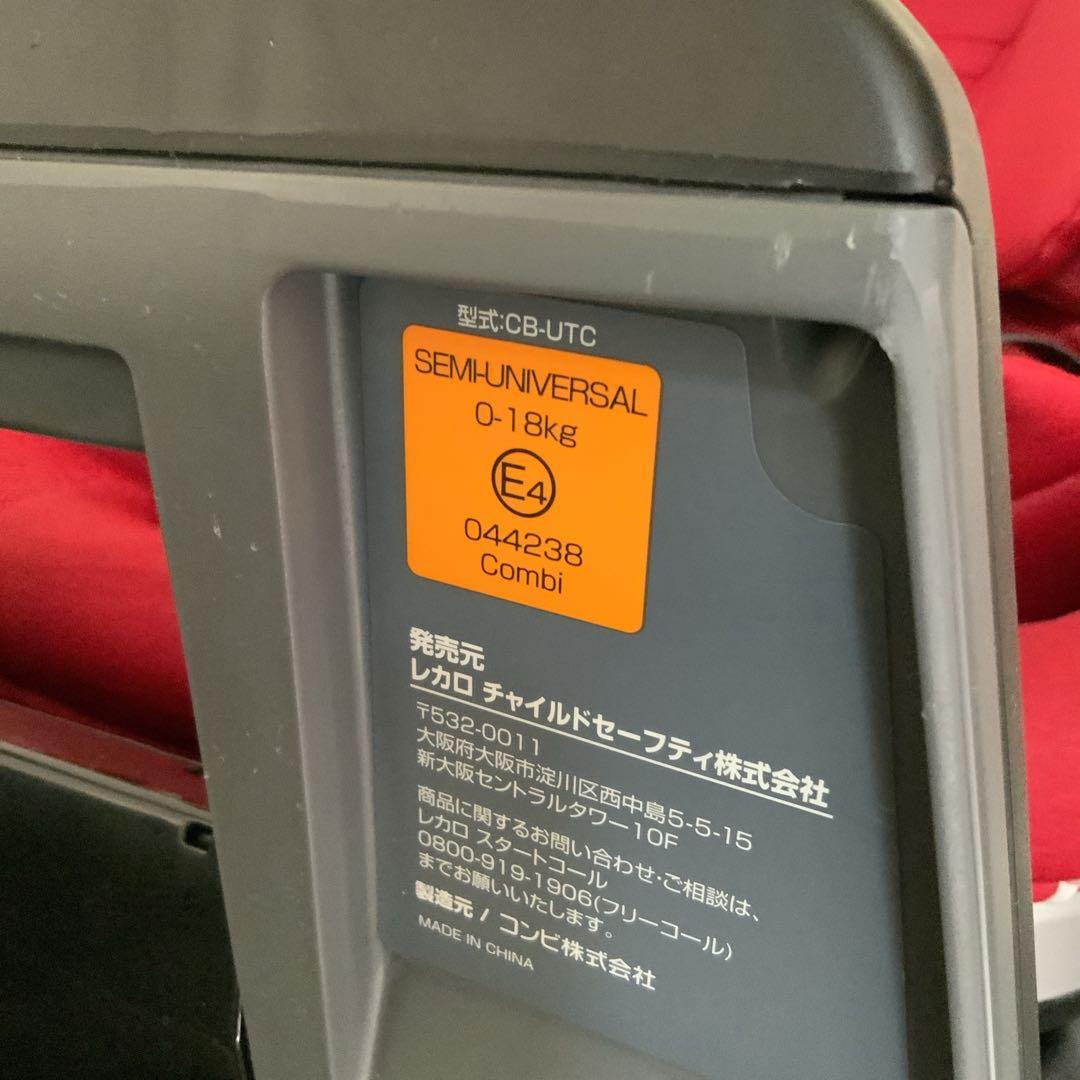 型式:CB-UTC
SEMI-UNIVERSAL
0-18kg
E4
044238
Combi
発売元
レカロ チャイルドセーフティ株式会社
〒532-0011
大阪府大阪市淀川区西中島5-5-15
新大阪セントラルタワー10F
商品に関するお問い合わせ・ご相談は、
レカロ スタートコール
0800-919-1906(フリーコール)
までお願いいたします。
製造元 / コンビ株式会社
MADE IN CHINA